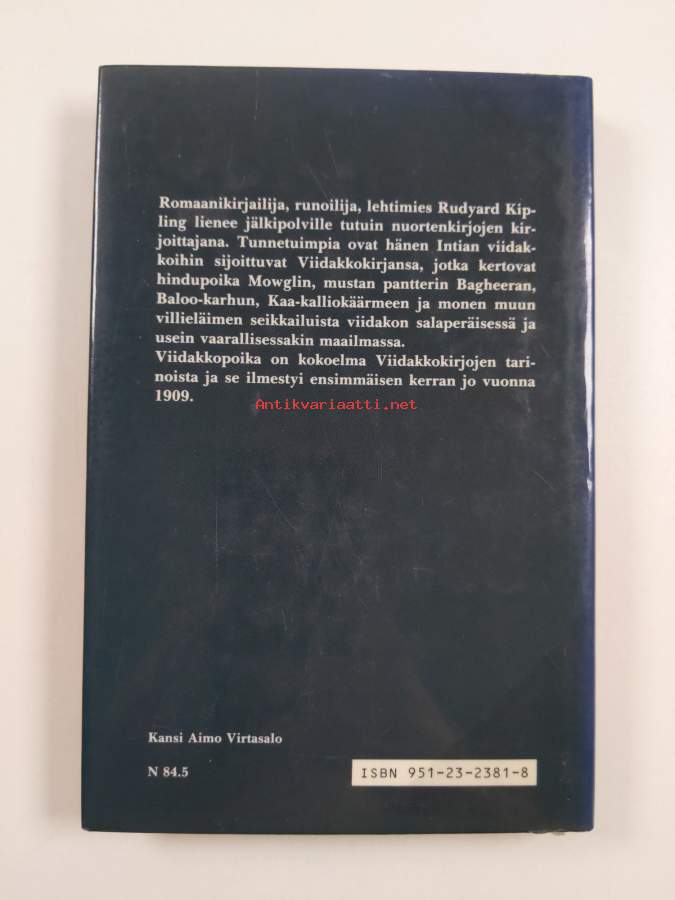 Romaanikirjailija, runoilija, lehtimies Rudyard Kip-
ling lienee jälkipolville tutuin nuortenkirjojen kir-
joittajana. Tunnetuimpia ovat hänen Intian viidak-
koihin sijoittuvat Viidakkokirjansa, jotka kertovat
hindupoika Mowglin, mustan pantterin Bagheeran,
Baloo-karhun, Kaa-kalliokäärmeen ja monen muun
villieläimen seikkailuista viidakon salaperäisessä ja
usein vaarallisessakin maailmassa.
Viidakkopoika on kokoelma Viidakkokirjojen tari-
noista ja se ilmestyi ensimmäisen kerran jo vuonna
1909.
Antikvariaatti.net
Kansi Aimo Virtasalo
N 84.5
ISBN 951-23-2381-8